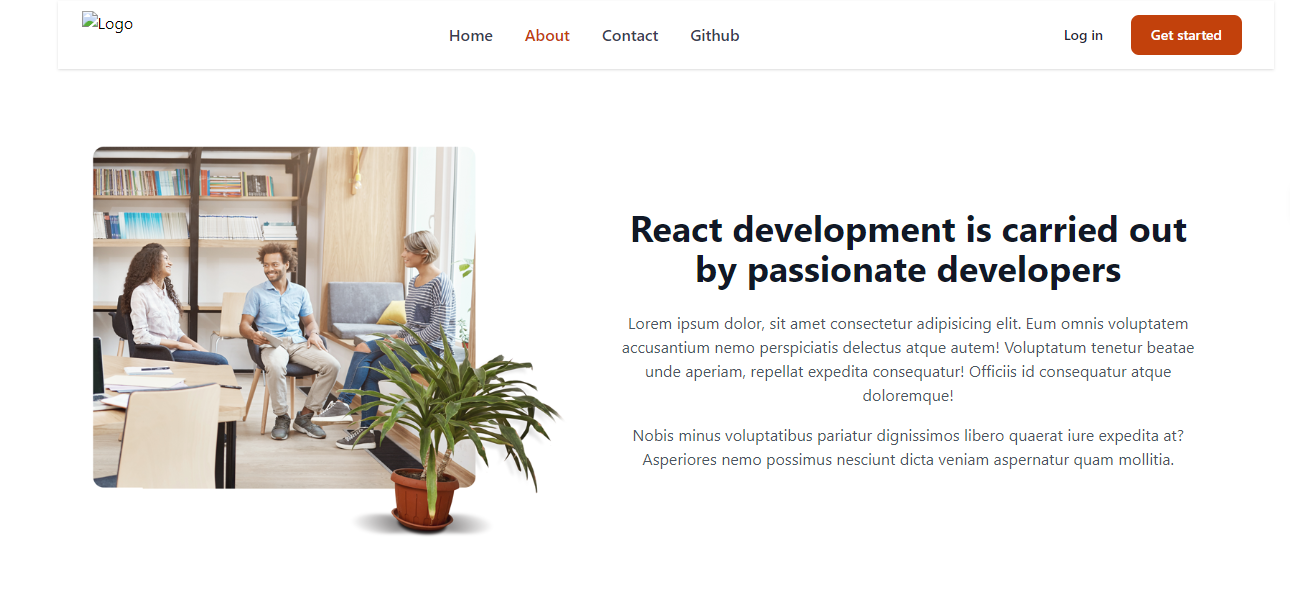 Logo
Home About Contact Github
Log in Get started
React development is carried out
by passionate developers
Lorem ipsum dolor, sit amet consectetur adipisicing elit. Eum omnis voluptatem
accusantium nemo perspiciatis delectus atque autem! Voluptatum tenetur beatae
unde aperiam, repellat expedita consequatur! Officiis id consequatur atque
doloremque!
Nobis minus voluptatibus pariatur dignissimos libero quaerat iure expedita at?
Asperiores nemo possimus nesciunt dicta veniam aspernatur quam mollitia.